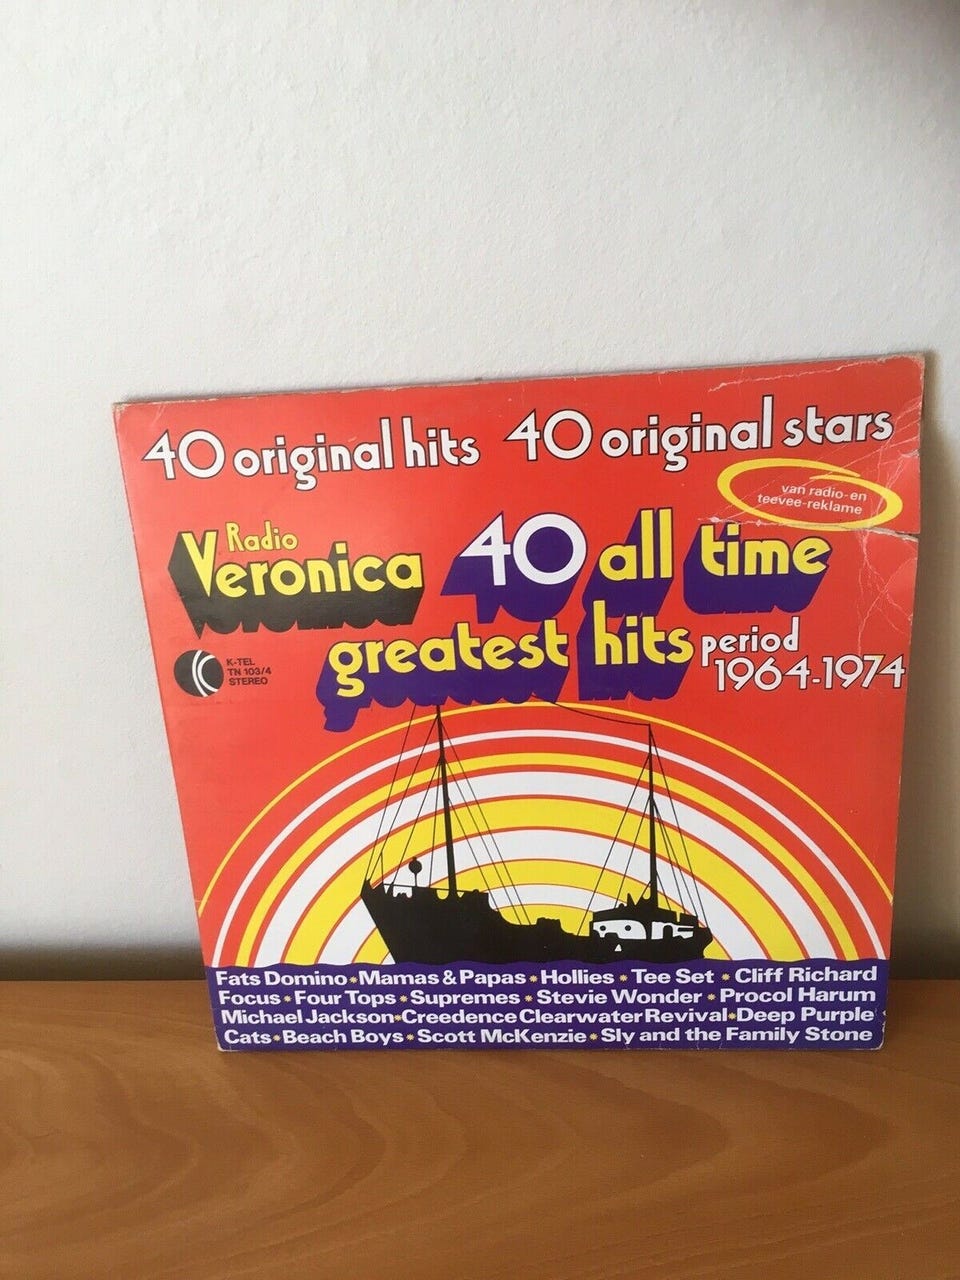 40 original hits 40 original stars
van radio-en
teevee-reklame
Radio
Veronica 40 all time
greatest hits period
1964-1974
K-TEL
TN 103/4
STEREO
Fats Domino * Mamas & Papas * Hollies * Tee Set * Cliff Richard
Focus * Four Tops * Supremes * Stevie Wonder * Procol Harum
Michael Jackson * Creedence Clearwater Revival * Deep Purple
Cats * Beach Boys * Scott McKenzie * Sly and the Family Stone